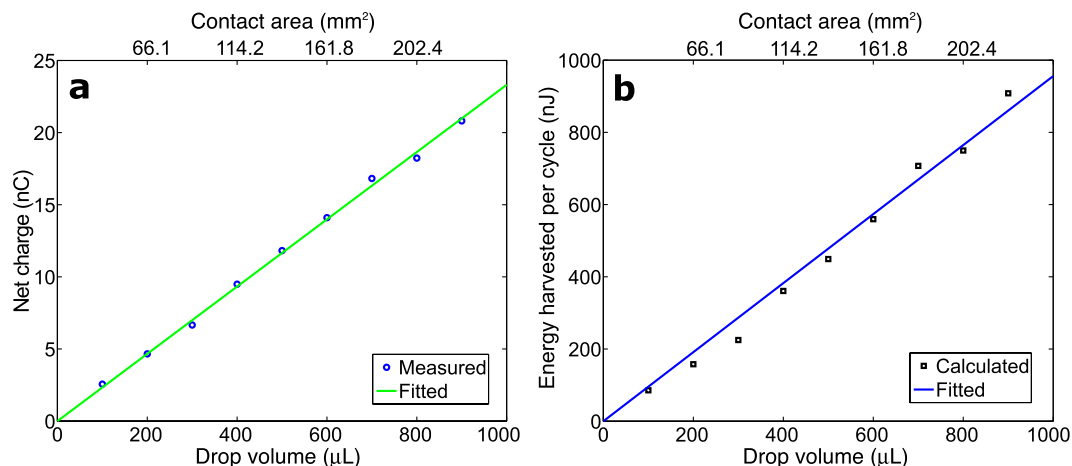 Contact area (mm²)
66.1 114.2 161.8 202.4
a
25
20
15
10
5
0
Net charge (nC)
Measured
Fitted
0 200 400 600 800 1000
Drop volume (μL)
Contact area (mm²)
66.1 114.2 161.8 202.4
b
1000
800
600
400
200
0
Energy harvested per cycle (nJ)
Calculated
Fitted
0 200 400 600 800 1000
Drop volume (μL)